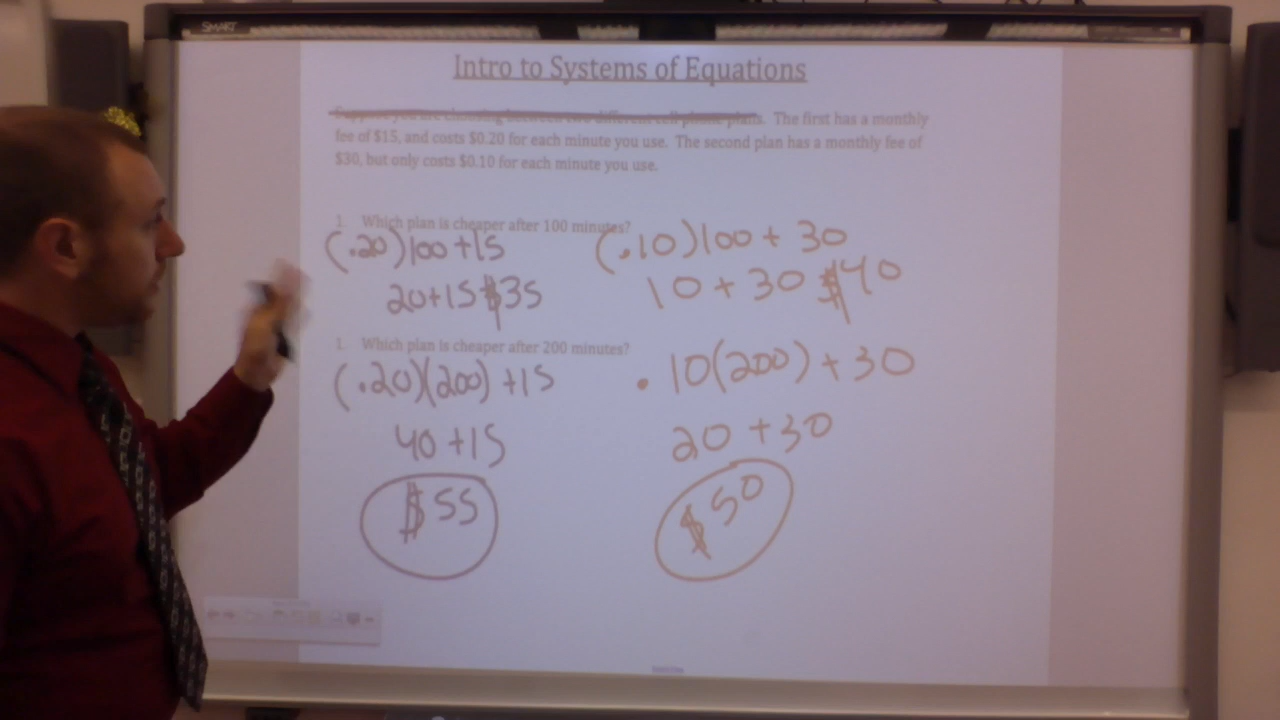 SMART
Intro to Systems of Equations
Suppose you are choosing between two different cell phone plans. The first has a monthly
fee of $15, and costs $0.20 for each minute you use. The second plan has a monthly fee of
$30, but only costs $0.10 for each minute you use.
1. Which plan is cheaper after 100 minutes?
(.20)100+15
(.10)100+30
20+15 $35
10+30 $40
1. Which plan is cheaper after 200 minutes?
(.20)(200)+15
.10(200)+30
40+15
20+30
$55
$50